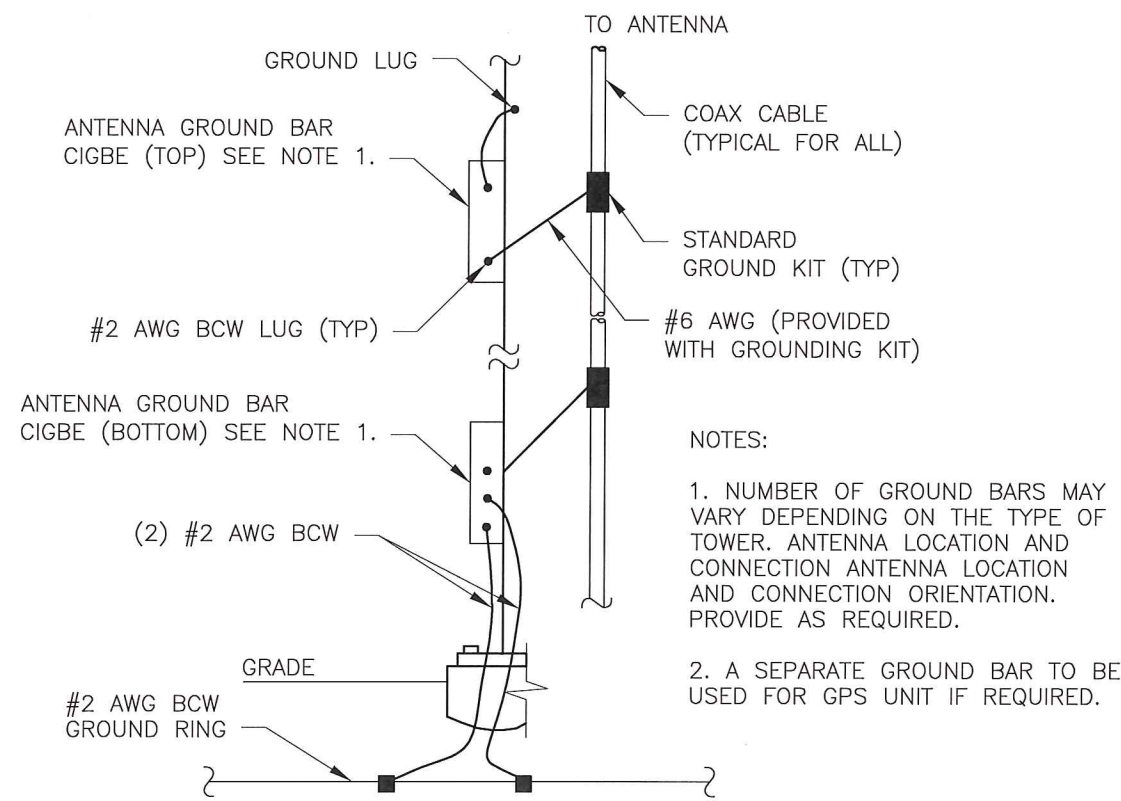 TO ANTENNA
GROUND LUG
COAX CABLE
(TYPICAL FOR ALL)
ANTENNA GROUND BAR
CIGBE (TOP) SEE NOTE 1.
STANDARD
GROUND KIT (TYP)
#2 AWG BCW LUG (TYP)
#6 AWG (PROVIDED
WITH GROUNDING KIT)
ANTENNA GROUND BAR
CIGBE (BOTTOM) SEE NOTE 1.
(2) #2 AWG BCW
GRADE
#2 AWG BCW
GROUND RING
NOTES:
1. NUMBER OF GROUND BARS MAY
VARY DEPENDING ON THE TYPE OF
TOWER. ANTENNA LOCATION AND
CONNECTION ANTENNA LOCATION
AND CONNECTION ORIENTATION.
PROVIDE AS REQUIRED.
2. A SEPARATE GROUND BAR TO BE
USED FOR GPS UNIT IF REQUIRED.